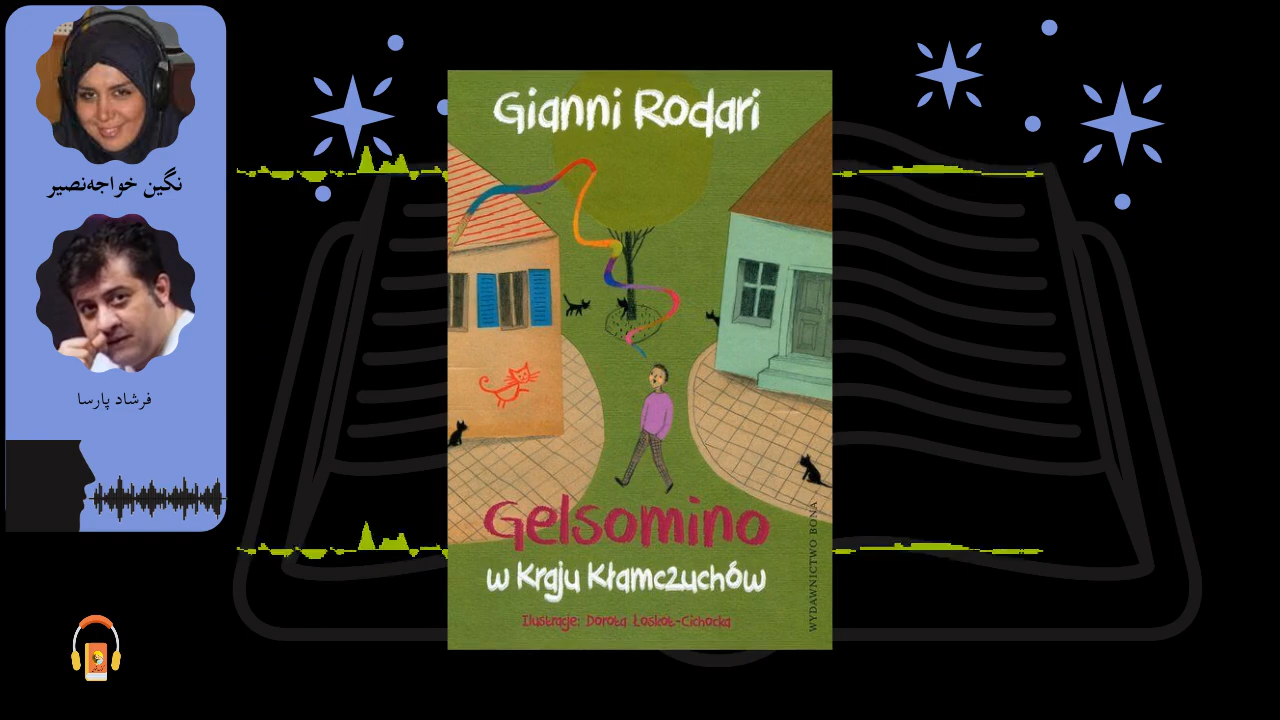 نگین خواجه‌نصیر
فرشاد پارسا
Gianni Rodari
Gelsomino
w Kraju Kłamczuchów
Ilustracje: Dorota Łoskot-Cichocka
WYDAWNICTWO BONA